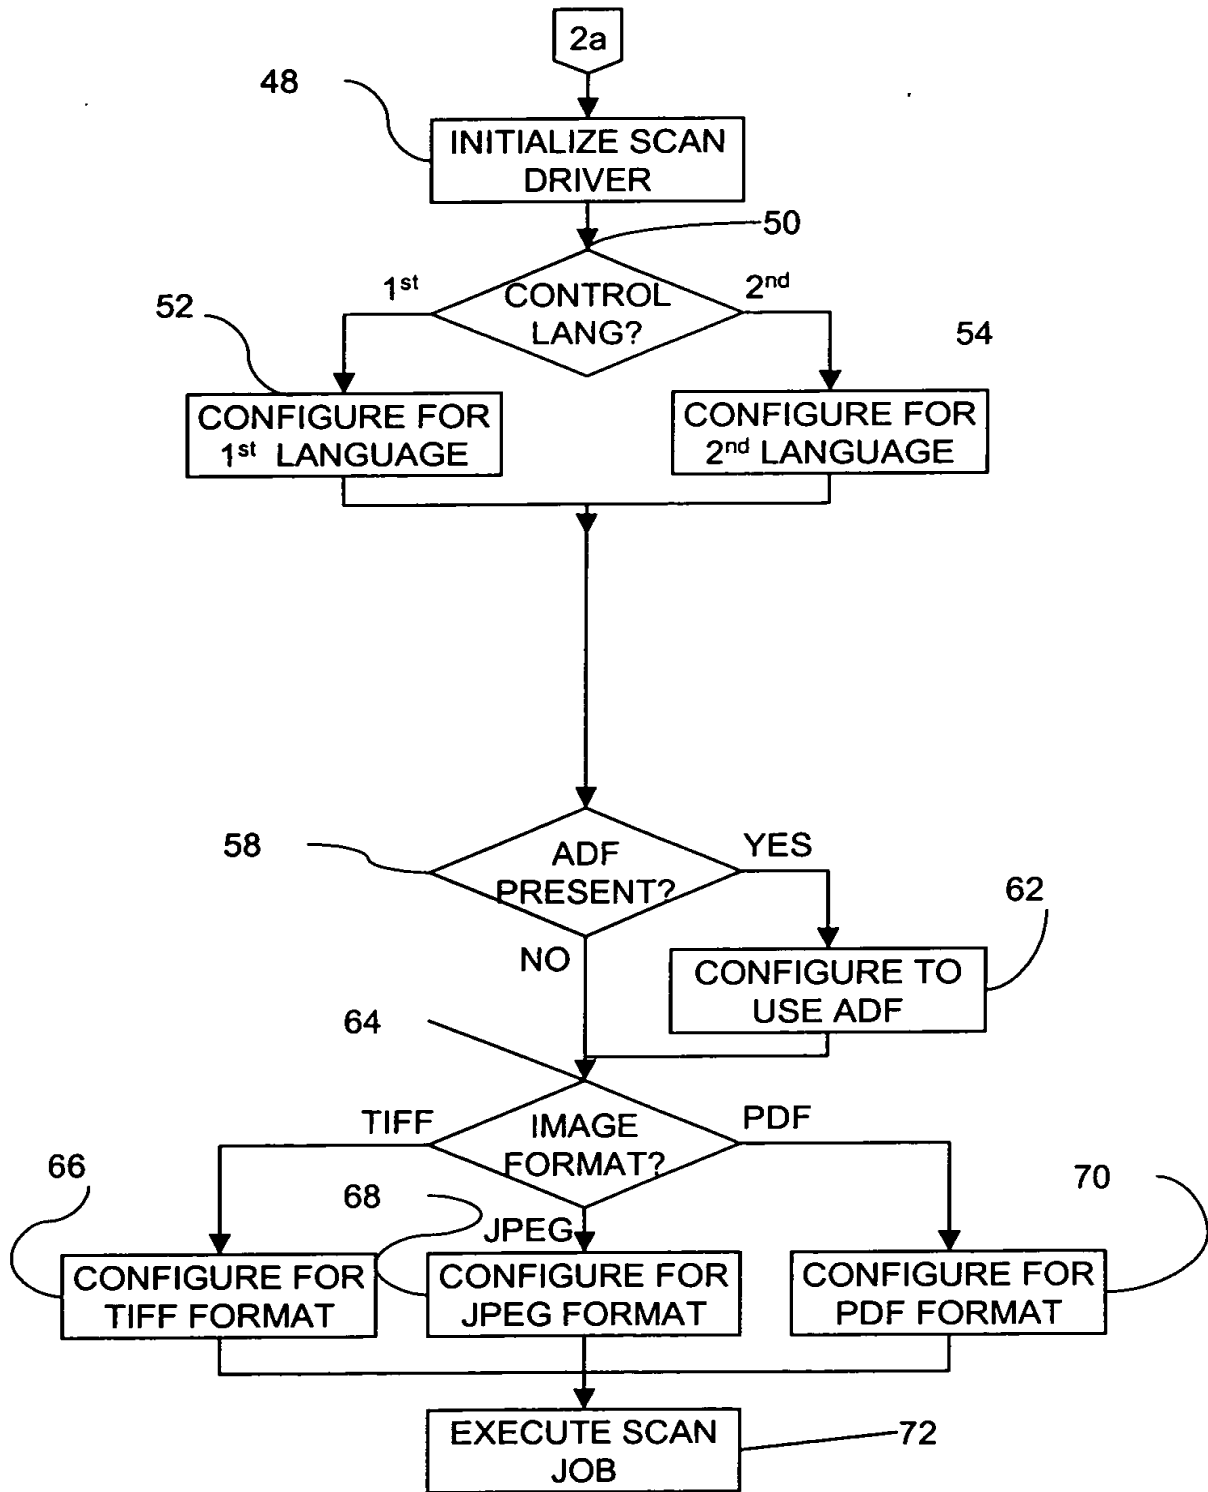 2a
48
INITIALIZE SCAN
DRIVER
50
1st
CONTROL
LANG?
2nd
52
54
CONFIGURE FOR
1st LANGUAGE
CONFIGURE FOR
2nd LANGUAGE
58
ADF
PRESENT?
YES
NO
62
CONFIGURE TO
USE ADF
64
TIFF
IMAGE
FORMAT?
PDF
66
68
70
JPEG
CONFIGURE FOR
TIFF FORMAT
CONFIGURE FOR
JPEG FORMAT
CONFIGURE FOR
PDF FORMAT
EXECUTE SCAN
JOB
72